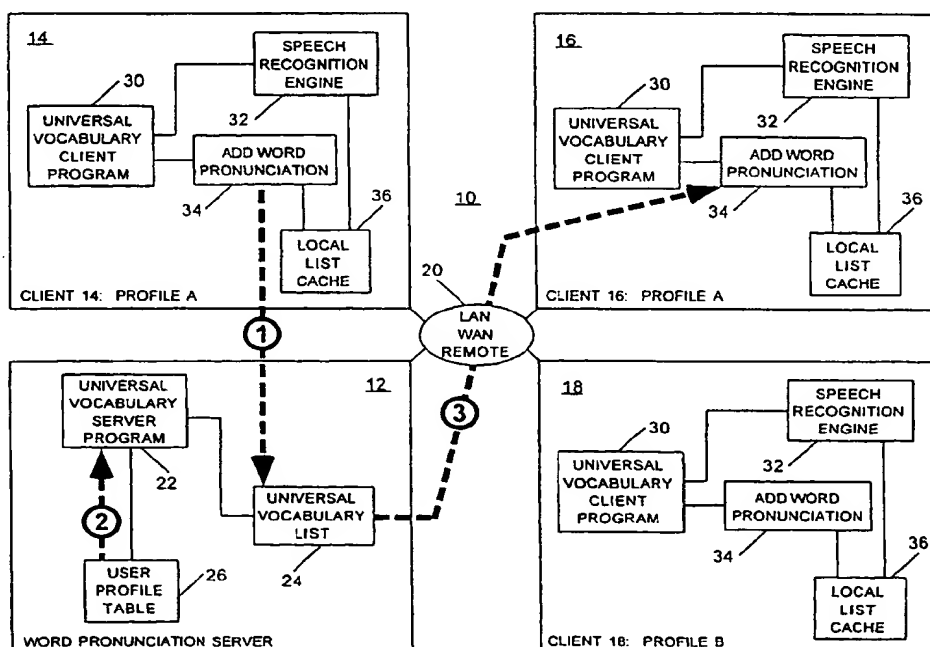 14
SPEECH
RECOGNITION
ENGINE
30
32
UNIVERSAL
VOCABULARY
CLIENT
PROGRAM
ADD WORD
PRONUNCIATION
34
36
LOCAL
LIST
CACHE
CLIENT 14: PROFILE A
10
16
SPEECH
RECOGNITION
ENGINE
30
32
UNIVERSAL
VOCABULARY
CLIENT
PROGRAM
ADD WORD
PRONUNCIATION
34
36
LOCAL
LIST
CACHE
CLIENT 16: PROFILE A
20
LAN
WAN
REMOTE
1
12
UNIVERSAL
VOCABULARY
SERVER
PROGRAM
22
2
UNIVERSAL
VOCABULARY
LIST
24
3
USER
PROFILE
TABLE
26
WORD PRONUNCIATION SERVER
18
SPEECH
RECOGNITION
ENGINE
30
32
UNIVERSAL
VOCABULARY
CLIENT
PROGRAM
ADD WORD
PRONUNCIATION
34
36
LOCAL
LIST
CACHE
CLIENT 18: PROFILE B